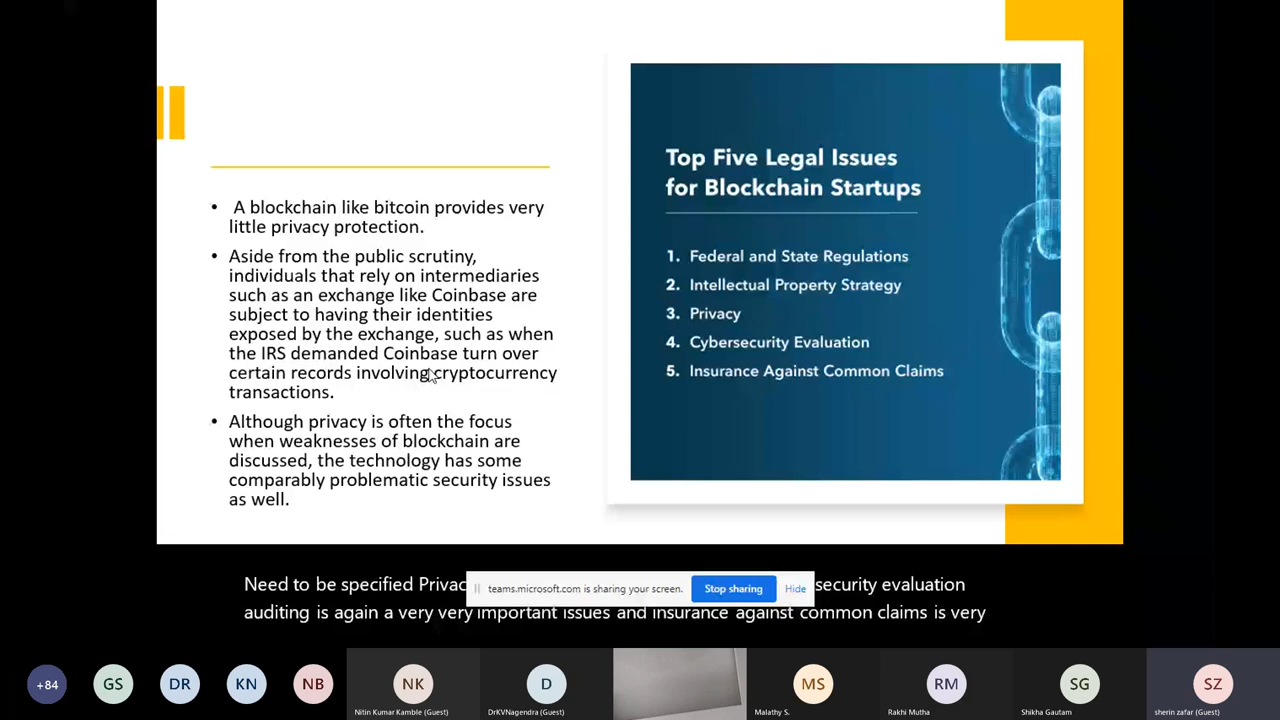 • A blockchain like bitcoin provides very
little privacy protection.
• Aside from the public scrutiny,
individuals that rely on intermediaries
such as an exchange like Coinbase are
subject to having their identities
exposed by the exchange, such as when
the IRS demanded Coinbase turn over
certain records involving cryptocurrency
transactions.
• Although privacy is often the focus
when weaknesses of blockchain are
discussed, the technology has some
comparably problematic security issues
as well.
Top Five Legal Issues
for Blockchain Startups
1. Federal and State Regulations
2. Intellectual Property Strategy
3. Privacy
4. Cybersecurity Evaluation
5. Insurance Against Common Claims
Need to be specified security evaluation
auditing is again a very very important issues and insurance against common claims is very
teams.microsoft.com is sharing your screen. Stop sharing Hide
+84 GS DR KN NB NK D MS RM SG SZ
Nitin Kumar Kamble (Guest) DrKVNagendra (Guest) Malathy S. Rakhi Mutha Shikha Gautam sherin zafar (Guest)